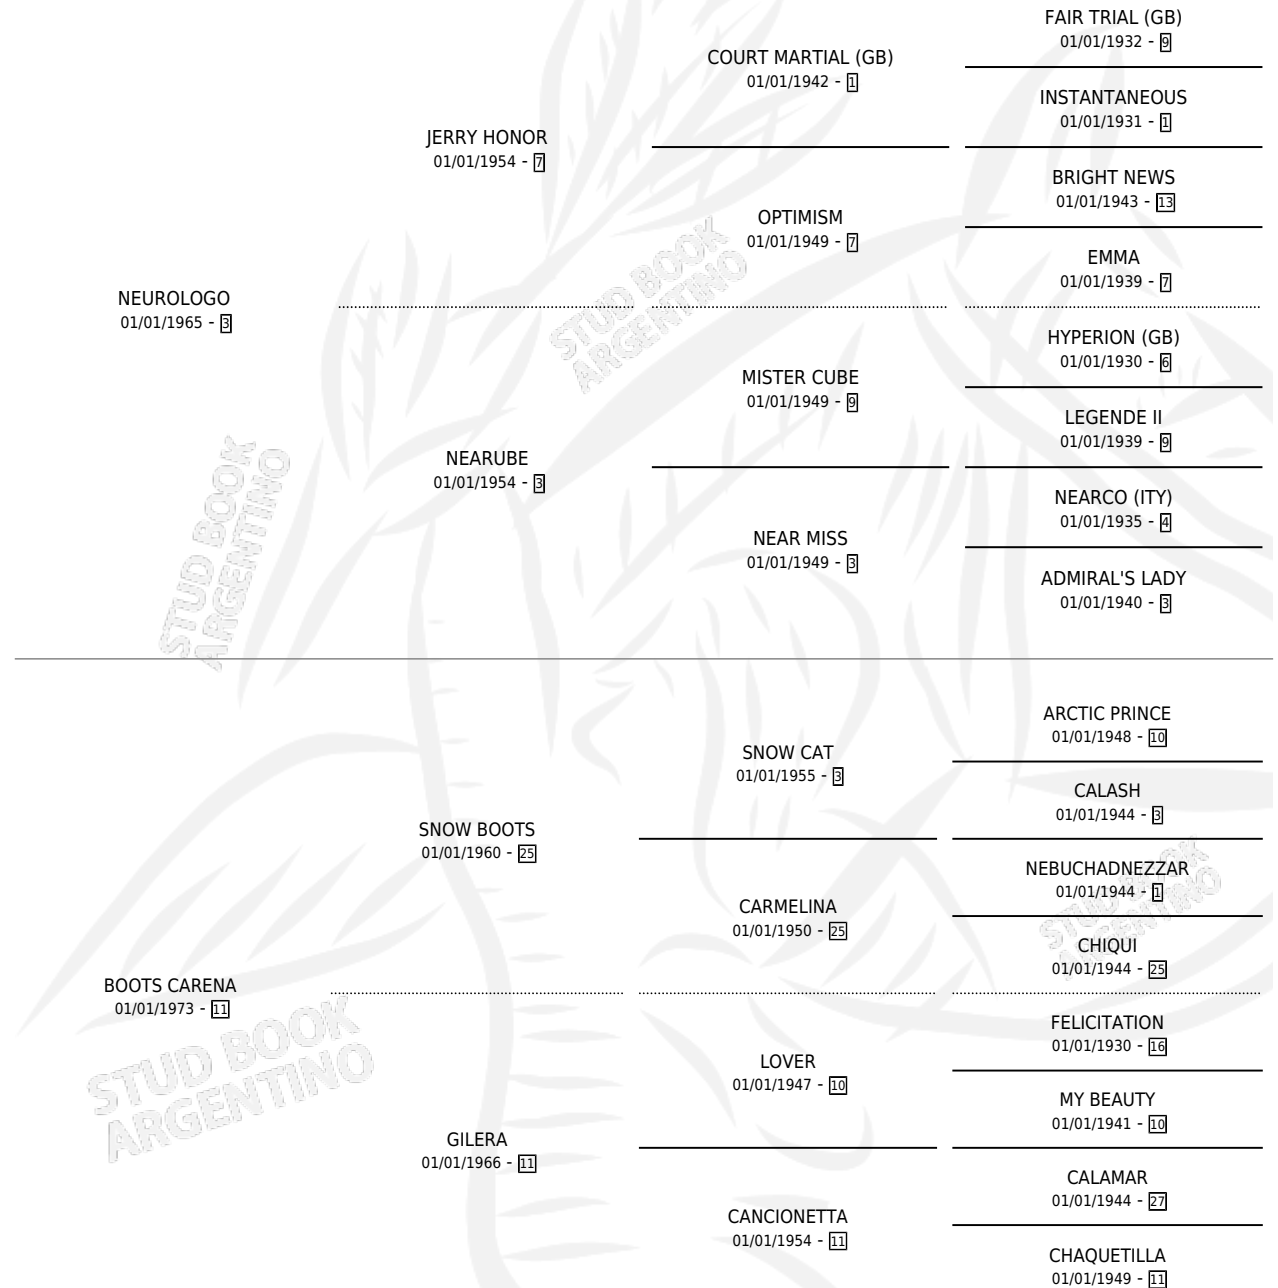 FAIR TRIAL (GB)
01/01/1932 - 9
COURT MARTIAL (GB)
01/01/1942 - 1
INSTANTANEOUS
01/01/1931 - 1
JERRY HONOR
01/01/1954 - 7
BRIGHT NEWS
01/01/1943 - 13
OPTIMISM
01/01/1949 - 7
EMMA
01/01/1939 - 7
NEUROLOGO
01/01/1965 - 3
HYPERION (GB)
01/01/1930 - 6
MISTER CUBE
01/01/1949 - 9
LEGENDE II
01/01/1939 - 9
NEARUBE
01/01/1954 - 3
NEARCO (ITY)
01/01/1935 - 4
NEAR MISS
01/01/1949 - 3
ADMIRAL'S LADY
01/01/1940 - 3
ARCTIC PRINCE
01/01/1948 - 10
SNOW CAT
01/01/1955 - 3
CALASH
01/01/1944 - 3
SNOW BOOTS
01/01/1960 - 25
NEBUCHADNEZZAR
01/01/1944 - 1
CARMELINA
01/01/1950 - 25
CHIQUI
01/01/1944 - 25
BOOTS CARENA
01/01/1973 - 11
FELICITATION
01/01/1930 - 16
LOVER
01/01/1947 - 10
MY BEAUTY
01/01/1941 - 10
GILERA
01/01/1966 - 11
CALAMAR
01/01/1944 - 27
CANCIONETTA
01/01/1954 - 11
CHAQUETILLA
01/01/1949 - 11
STUD BOOK
ARGENTINO
STUD BOOK
ARGENTINO
STUD BOOK
ARGENTINO
STUD BOOK
ARGENTINO